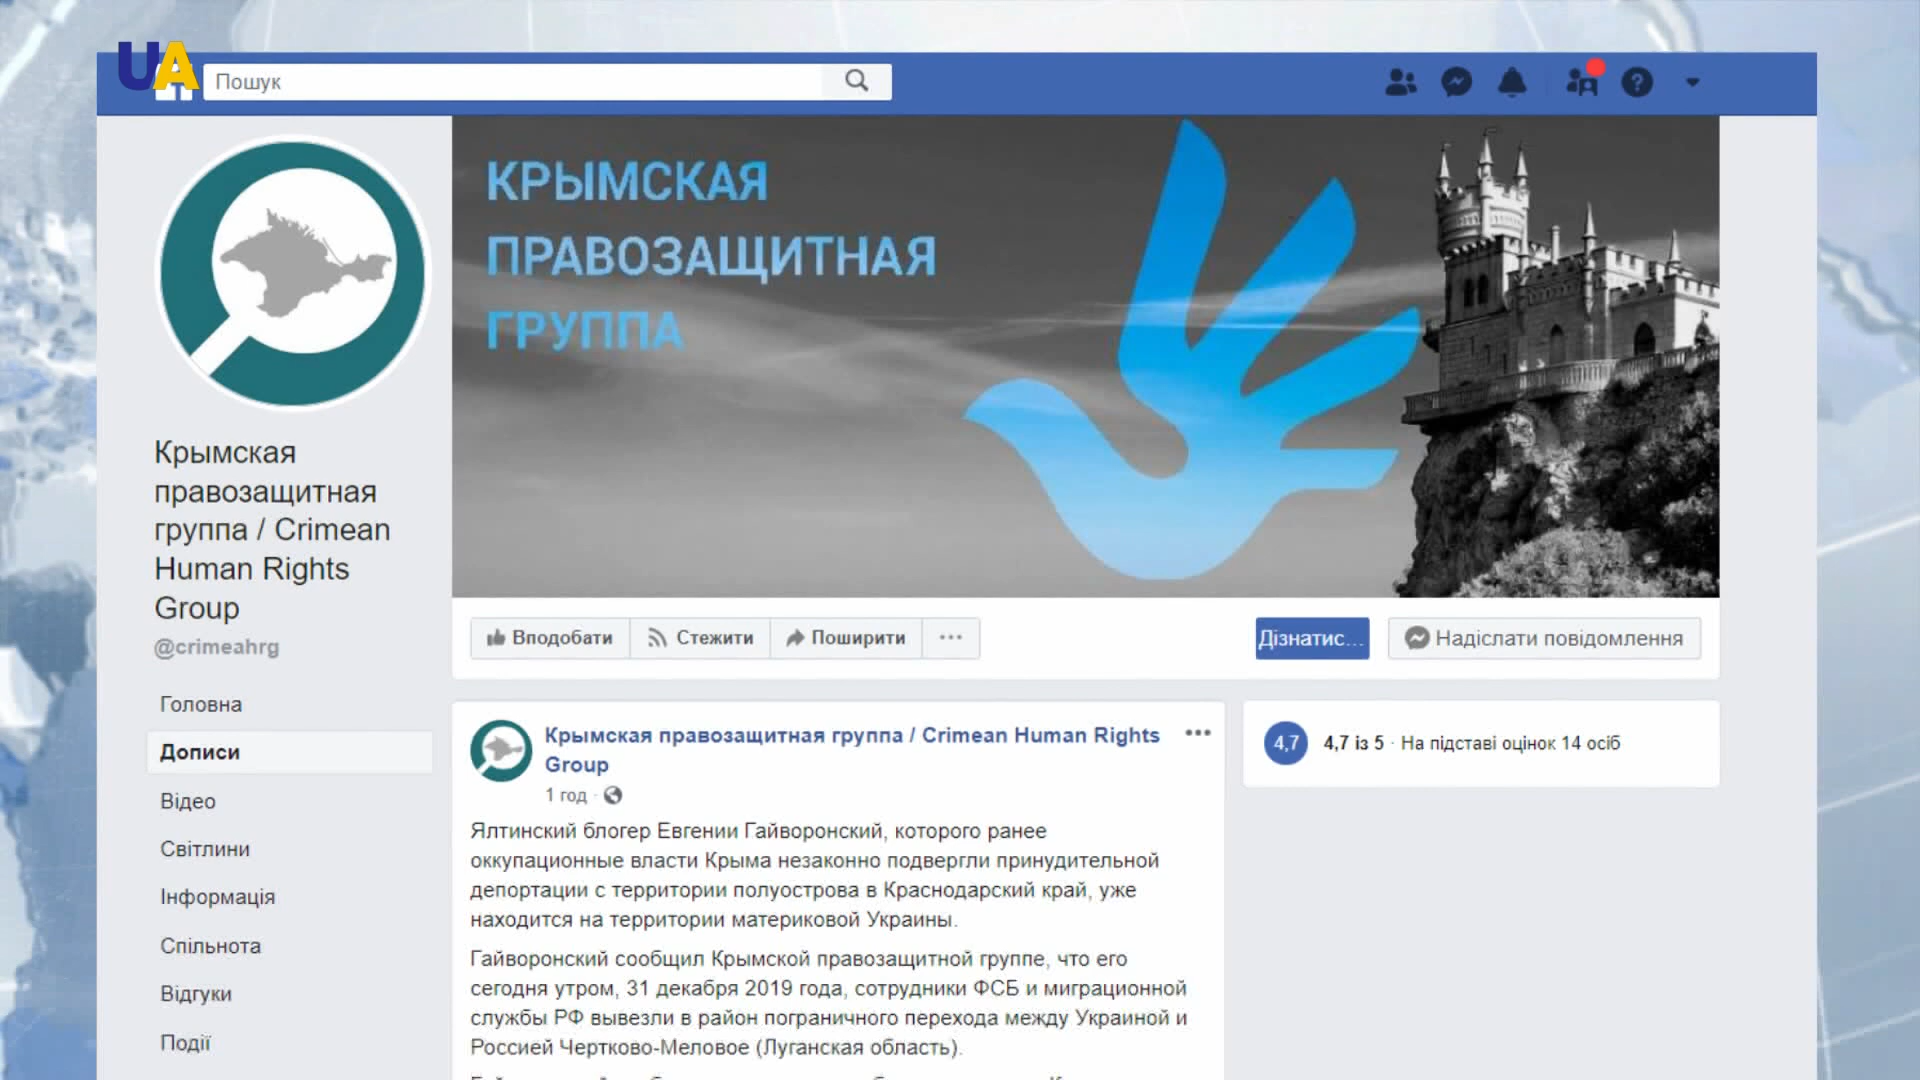 UA
Пошук
КРЫМСКАЯ
ПРАВОЗАЩИТНАЯ
ГРУППА
Крымская
правозащитная
группа / Crimean
Human Rights
Group
@crimeahrg
Головна
Дописи
Відео
Світлини
Інформація
Спільнота
Відгуки
Події
Вподобати
Стежити
Поширити
Дізнатис...
Надіслати повідомлення
Крымская правозащитная группа / Crimean Human Rights
Group
1 год ·
Ялтинский блогер Евгении Гайворонский, которого ранее
оккупационные власти Крыма незаконно подвергли принудительной
депортации с территории полуострова в Краснодарский край, уже
находится на территории материковой Украины.
Гайворонский сообщил Крымской правозащитной группе, что его
сегодня утром, 31 декабря 2019 года, сотрудники ФСБ и миграционной
службы РФ вывезли в район пограничного перехода между Украиной и
Россией Чертково-Меловое (Луганская область).
4,7
4,7 із 5 · На підставі оцінок 14 осіб